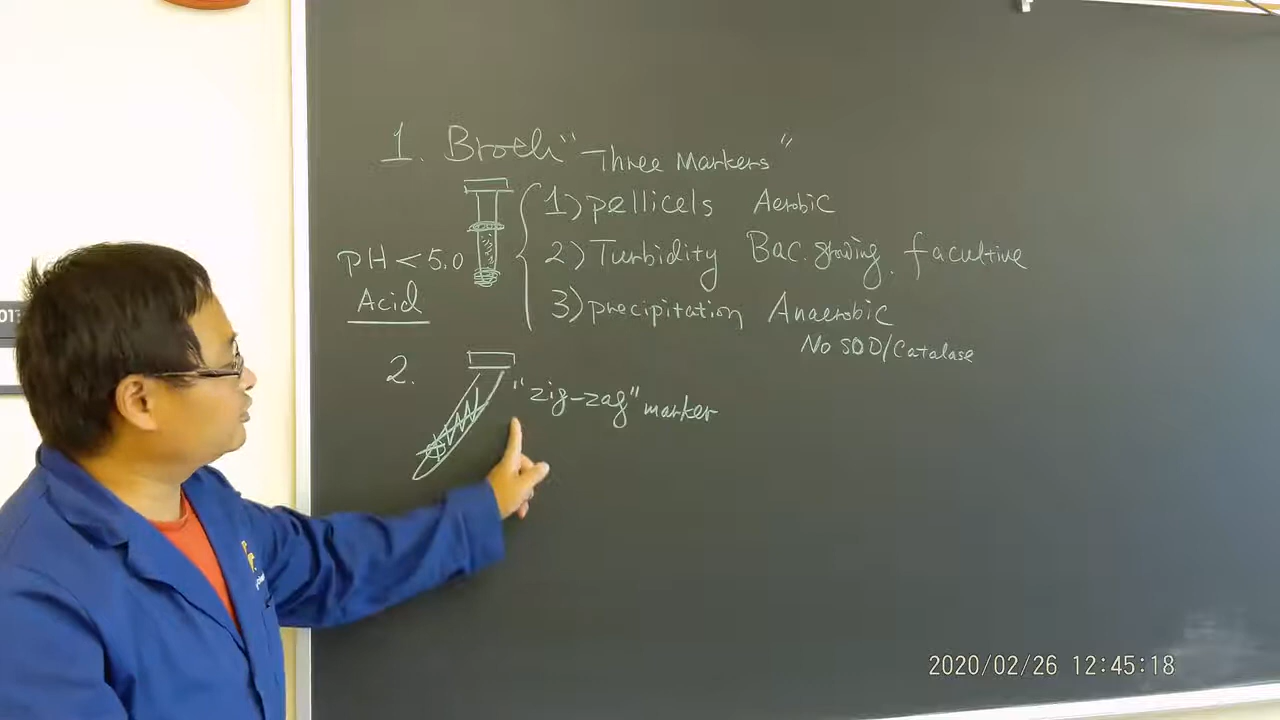 1. Broth "Three Markers"
1) pellicels Aerobic
2) Turbidity Bac. growing. facultive
3) precipitation Anaerobic
No SOD/Catalase
pH < 5.0
Acid
2. "zig-zag" marker
2020/02/26 12:45:18